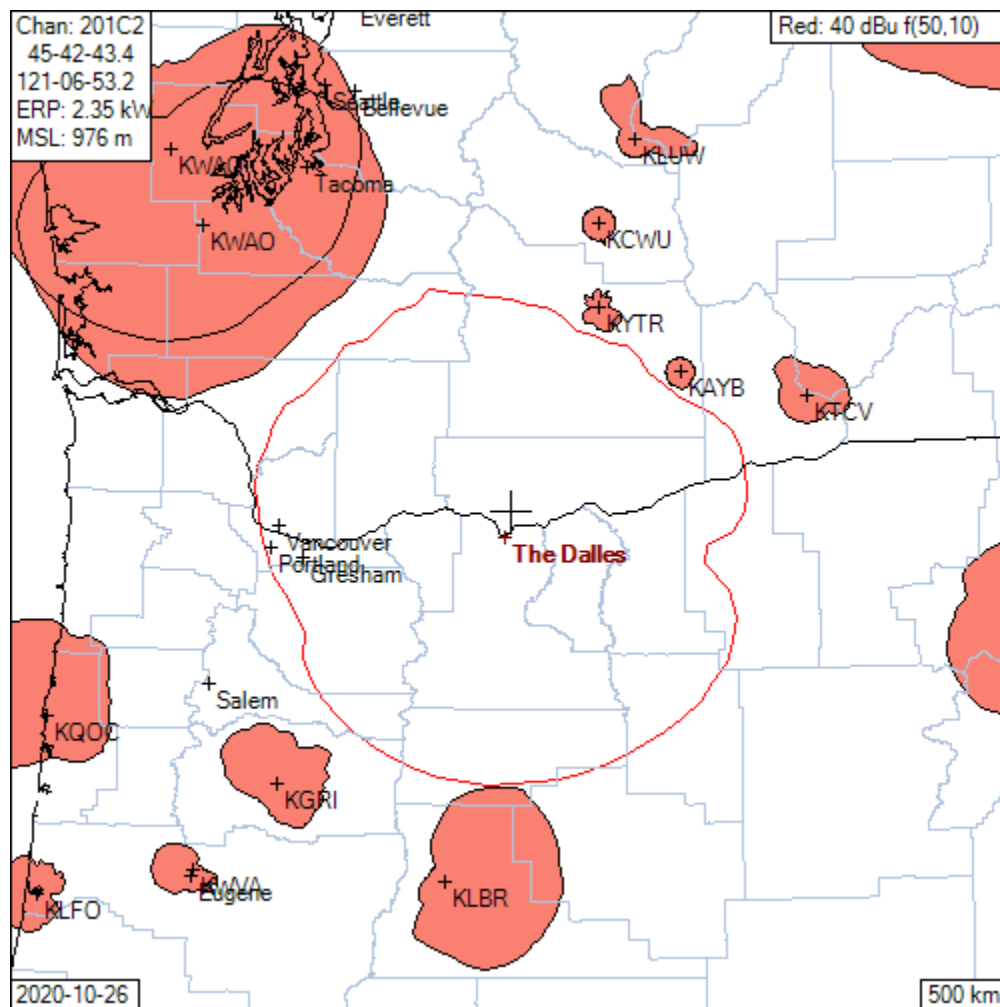 Everett
Chan: 201C2
45-42-43.4
121-06-53.2
ERP: 2.35 kW
MSL: 976 m
Red: 40 dBu f(50,10)
Seattle
Bellevue
KLUW
KWAO
Tacoma
KWAO
KCWU
KYTR
KAYB
KTCV
Vancouver
Portland
The Dalles
Gresham
Salem
KQOC
KGRI
KWVA
Eugene
KLBR
KLFO
2020-10-26
500 km